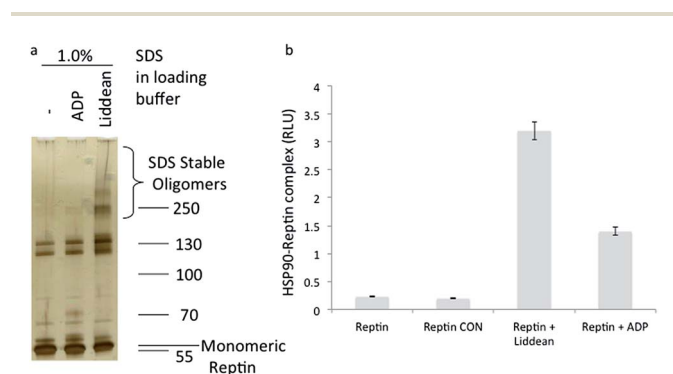 a
1.0%
SDS
in loading
buffer
-
ADP
Liddean
SDS Stable
Oligomers
250
130
100
70
55
Monomeric
Reptin
b
HSP90-Reptin complex (RLU)
4
3.5
3
2.5
2
1.5
1
0.5
0
Reptin
Reptin CON
Reptin +
Liddean
Reptin + ADP